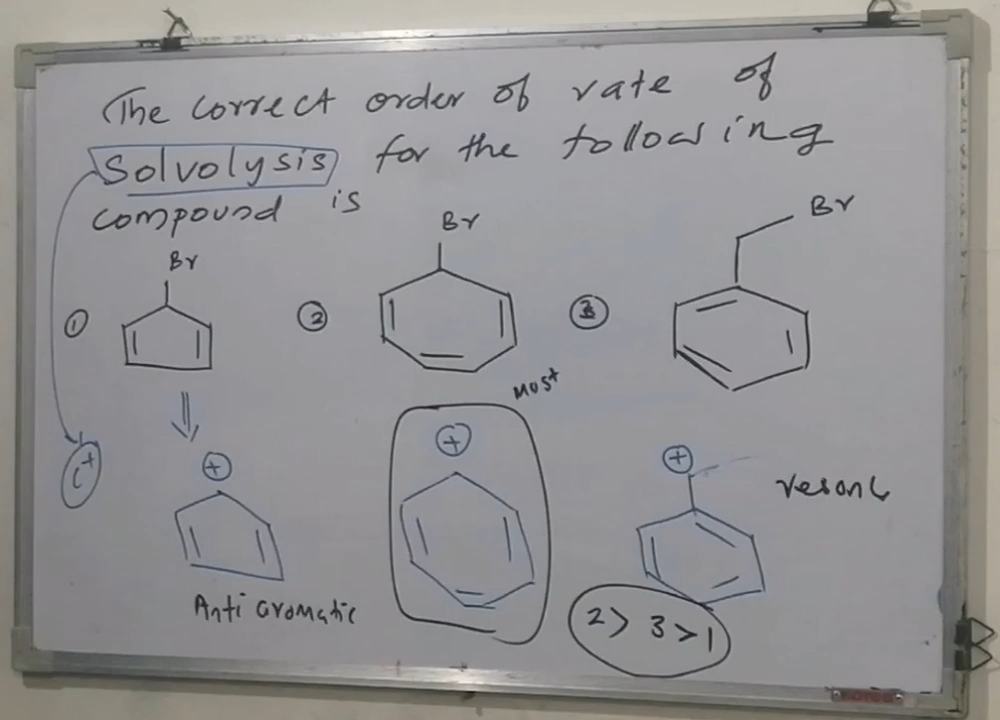 The correct order of rate of
Solvolysis for the following
compound is
Br
Br
Br
1
2
3
Most
C+
+
+
+
Anti aromatic
2 > 3 > 1